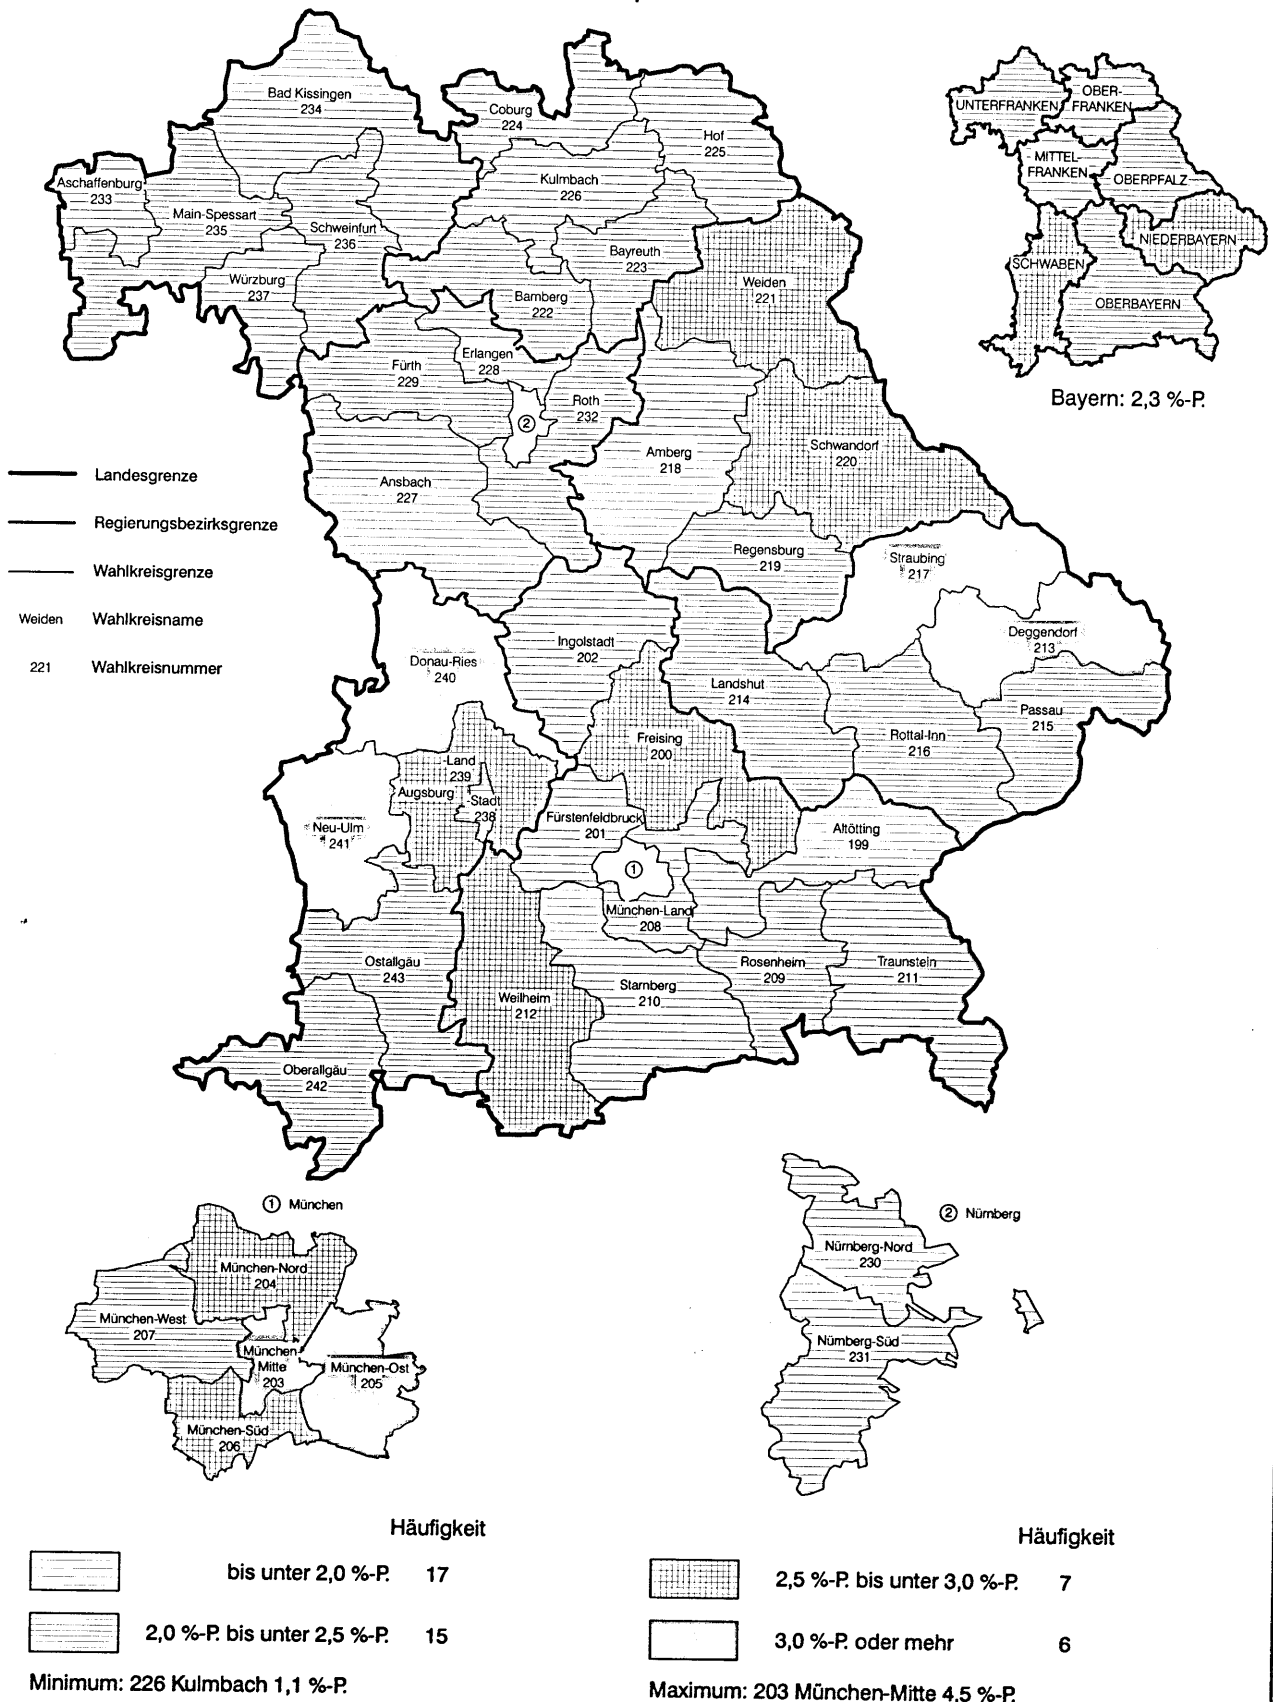 Bad Kissingen
234
Coburg
224
Hof
225
Kulmbach
226
Aschaffenburg
233
Main-Spessart
235
Schweinfurt
236
Bayreuth
223
Würzburg
237
Bamberg
222
Weiden
221
Erlangen
228
Fürth
229
Roth
232
②
Amberg
218
Schwandorf
220
Ansbach
227
Regensburg
219
Straubing
217
Deggendorf
213
Ingolstadt
202
Donau-Ries
240
Landshut
214
Passau
215
Rottal-Inn
216
Freising
200
-Land
239
Augsburg
-Stadt
238
Fürstenfeldbruck
201
Neu-Ulm
241
Altötting
199
①
München-Land
208
Ostallgäu
243
Rosenheim
209
Traunstein
211
Starnberg
210
Weilheim
212
Oberallgäu
242
UNTERFRANKEN
OBER-
FRANKEN
MITTEL-
FRANKEN
OBERPFALZ
NIEDERBAYERN
SCHWABEN
OBERBAYERN
Bayern: 2,3 %-P.
Landesgrenze
Regierungsbezirksgrenze
Wahlkreisgrenze
Weiden Wahlkreisname
221 Wahlkreisnummer
① München
München-Nord
204
München-West
207
München-
Mitte
203
München-Ost
205
München-Süd
206
② Nürnberg
Nürnberg-Nord
230
Nürnberg-Süd
231
Häufigkeit
bis unter 2,0 %-P. 17
2,0 %-P. bis unter 2,5 %-P. 15
Minimum: 226 Kulmbach 1,1 %-P.
Häufigkeit
2,5 %-P. bis unter 3,0 %-P. 7
3,0 %-P. oder mehr 6
Maximum: 203 München-Mitte 4,5 %-P.